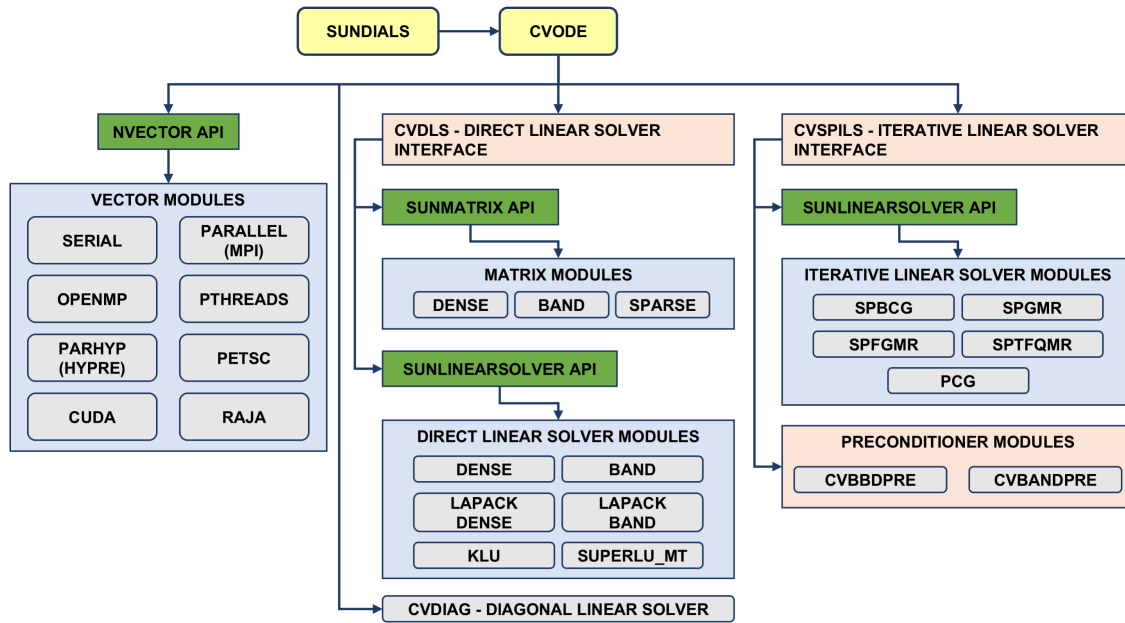 SUNDIALS
CVODE
NVECTOR API
VECTOR MODULES
SERIAL
PARALLEL
(MPI)
OPENMP
PTHREADS
PARHYP
(HYPRE)
PETSC
CUDA
RAJA
CVDLS - DIRECT LINEAR SOLVER
INTERFACE
SUNMATRIX API
MATRIX MODULES
DENSE
BAND
SPARSE
SUNLINEARSOLVER API
DIRECT LINEAR SOLVER MODULES
DENSE
BAND
LAPACK
DENSE
LAPACK
BAND
KLU
SUPERLU_MT
CVDIAG - DIAGONAL LINEAR SOLVER
CVSPILS - ITERATIVE LINEAR SOLVER
INTERFACE
SUNLINEARSOLVER API
ITERATIVE LINEAR SOLVER MODULES
SPBCG
SPGMR
SPFGMR
SPTFQMR
PCG
PRECONDITIONER MODULES
CVBBDPRE
CVBANDPRE